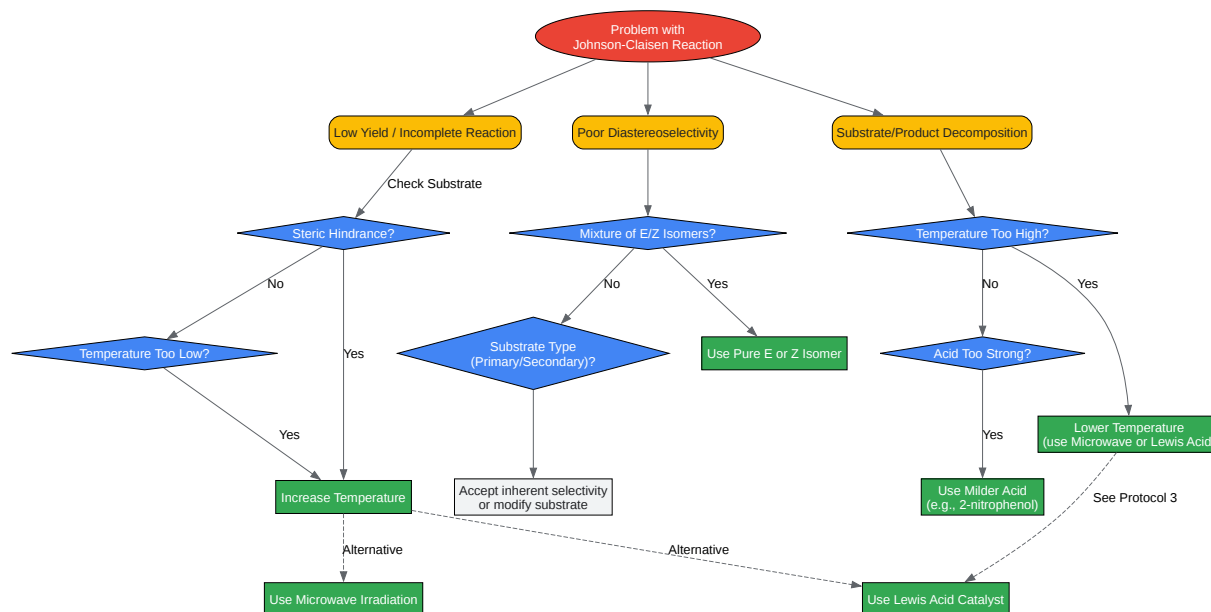 Problem with
Johnson-Claisen Reaction
Low Yield / Incomplete Reaction
Poor Diastereoselectivity
Substrate/Product Decomposition
Check Substrate
Steric Hindrance?
Mixture of E/Z Isomers?
Temperature Too High?
No
No
Yes
No
Yes
Temperature Too Low?
Yes
Substrate Type
(Primary/Secondary)?
Use Pure E or Z Isomer
Acid Too Strong?
Yes
Yes
Lower Temperature
(use Microwave or Lewis Acid)
Increase Temperature
Accept inherent selectivity
or modify substrate
Use Milder Acid
(e.g., 2-nitrophenol)
See Protocol 3
Alternative
Alternative
Use Microwave Irradiation
Use Lewis Acid Catalyst